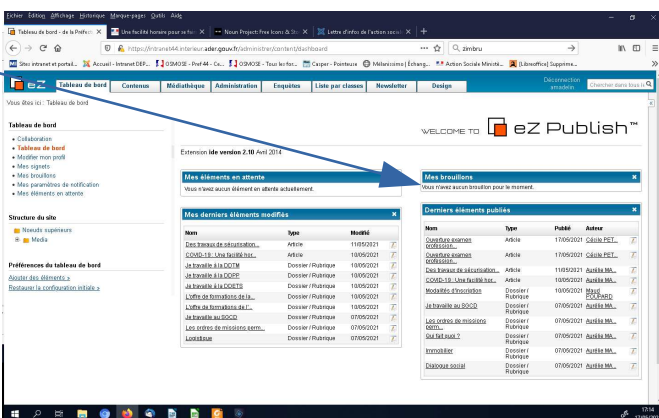 Fichier Édition Affichage Historique Marque-pages Outils Aide
Tableau de bord - de la Préfec
Une facilité horaire pour se fai
Noun Project: Free Icons & Sto
Lettre d'infos de l'action social
https://intranet44.interieur.ader.gouv.fr/administrer/content/dashboard
zimbru
Sites intranet et portail...
Accueil - Intranet DEP...
OSMOSE - Pref 44 - Ca...
OSMOSE - Tous les for...
Casper - Pointeuse
Mélanissimo | Échang...
Action Sociale Ministé...
[LibreOffice] Supprime...
eZ
Tableau de bord
Contenus
Médiathèque
Administration
Enquêtes
Liste par classes
Newsletter
Design
Déconnection
amadelin
Chercher dans tous
Vous êtes ici : Tableau de bord
Tableau de bord
Collaboration
Tableau de bord
Modifier mon profil
Mes signets
Mes brouillons
Mes paramètres de notification
Mes éléments en attente
Structure du site
Noeuds supérieurs
Media
Préférences du tableau de bord
Ajouter des éléments »
Restaurer la configuration initiale »
WELCOME TO eZ Publish™
Extension ide version 2.10 Avril 2014
Mes éléments en attente
Vous n'avez aucun élément en attente actuellement.
Mes derniers éléments modifiés
Nom Type Modifié
Des travaux de sécurisation... Article 11/05/2021
COVID-19 : Une facilité hor... Article 10/05/2021
Je travaille à la DDTM Dossier / Rubrique 10/05/2021
Je travaille à la DDPP Dossier / Rubrique 10/05/2021
Je travaille à la DDETS Dossier / Rubrique 10/05/2021
L'offre de formations de la... Dossier / Rubrique 10/05/2021
L'offre de formations de l'... Dossier / Rubrique 10/05/2021
Je travaille au SGCD Dossier / Rubrique 07/05/2021
Les ordres de missions perm... Dossier / Rubrique 07/05/2021
Logistique Dossier / Rubrique 07/05/2021
Mes brouillons
Vous n'avez aucun brouillon pour le moment.
Derniers éléments publiés
Nom Type Publié Auteur
Ouverture examen profession... Article 17/05/2021 Cécile PET...
Ouverture examen profession... Article 17/05/2021 Cécile PET...
Des travaux de sécurisation... Article 11/05/2021 Aurélie MA...
COVID-19 : Une facilité hor... Article 10/05/2021 Aurélie MA...
Modalités d'inscription Dossier / Rubrique 10/05/2021 Maud POUPARD
Je travaille au SGCD Dossier / Rubrique 07/05/2021 Aurélie MA...
Les ordres de missions perm... Dossier / Rubrique 07/05/2021 Aurélie MA...
Qui fait quoi ? Dossier / Rubrique 07/05/2021 Aurélie MA...
Immobilier Dossier / Rubrique 07/05/2021 Aurélie MA...
Dialogue social Dossier / Rubrique 07/05/2021 Aurélie MA...
17:14